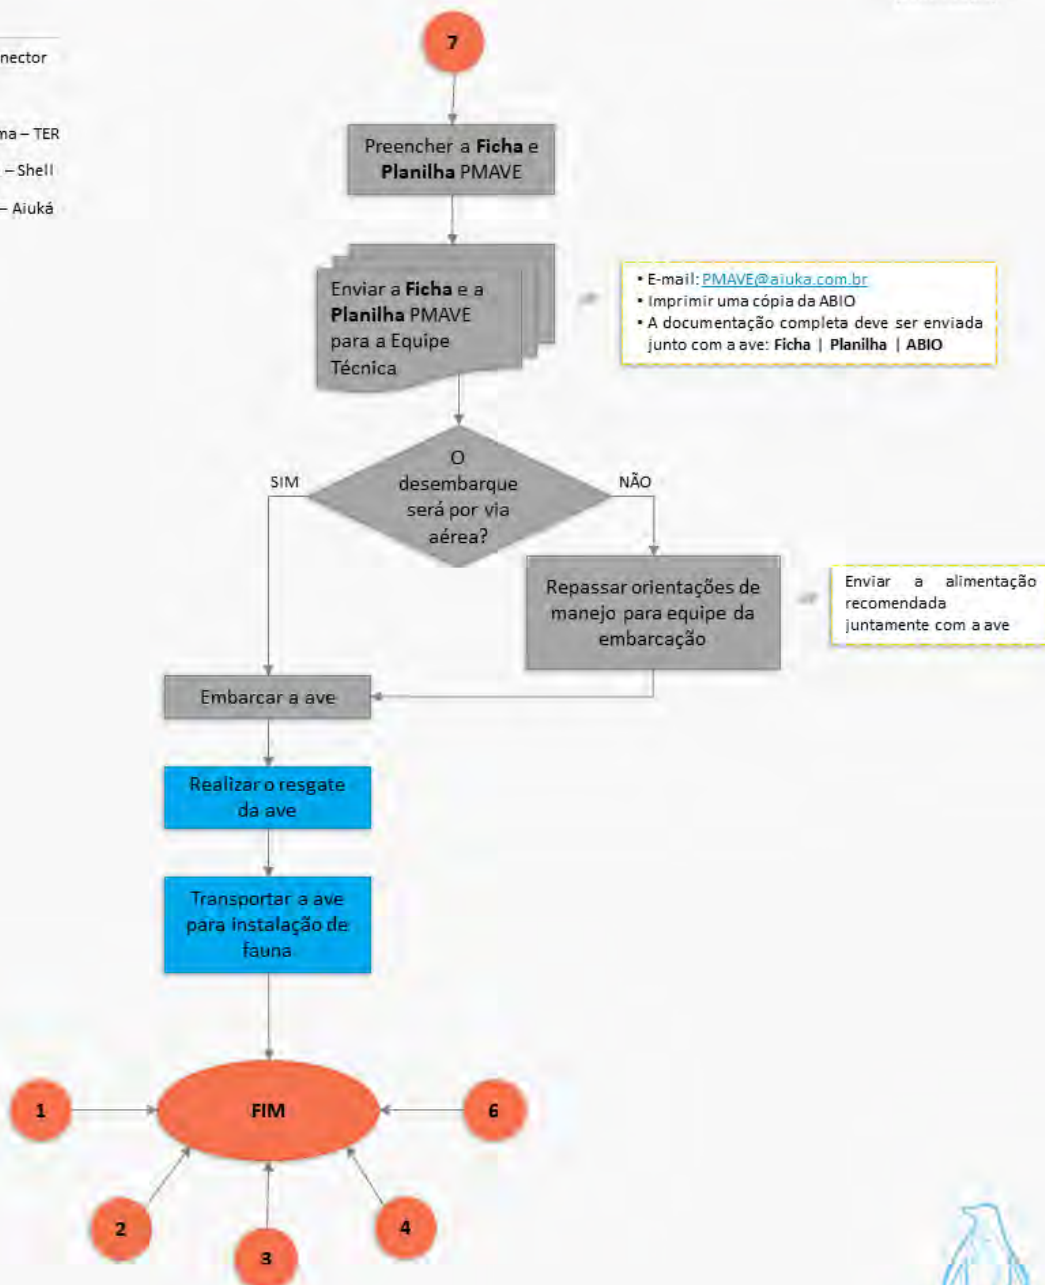 7
nector
ma – TER
– Shell
– Aiuká
Preencher a Ficha e
Planilha PMAVE
Enviar a Ficha e a
Planilha PMAVE
para a Equipe
Técnica
• E-mail: PMAVE@aiuka.com.br
• Imprimir uma cópia da ABIO
• A documentação completa deve ser enviada
junto com a ave: Ficha | Planilha | ABIO
O
desembarque
será por via
aérea?
SIM
NÃO
Repassar orientações de
manejo para equipe da
embarcação
Enviar a alimentação
recomendada
juntamente com a ave
Embarcar a ave
Realizar o resgate
da ave
Transportar a ave
para instalação de
fauna
1
FIM
6
2
3
4